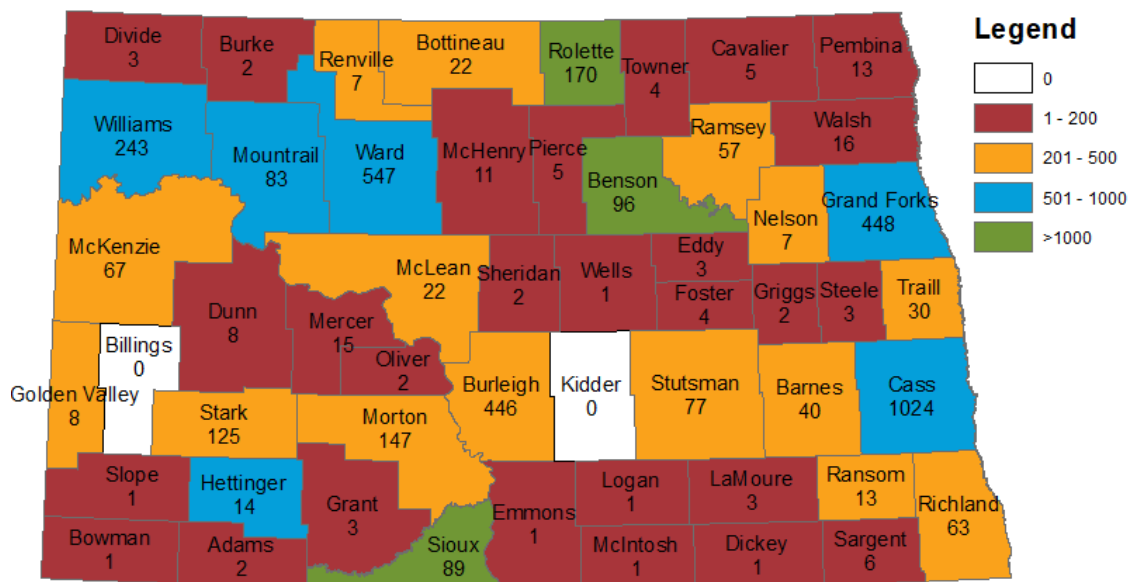 Legend
0
1 - 200
201 - 500
501 - 1000
>1000
Divide
3
Burke
2
Renville
7
Bottineau
22
Rolette
170
Towner
4
Cavalier
5
Pembina
13
Williams
243
Mountrail
83
Ward
547
McHenry
11
Pierce
5
Benson
96
Ramsey
57
Walsh
16
Nelson
7
Grand Forks
448
McKenzie
67
Dunn
8
Mercer
15
McLean
22
Sheridan
2
Wells
1
Eddy
3
Foster
4
Griggs
2
Steele
3
Traill
30
Golden Valley
8
Billings
0
Stark
125
Oliver
2
Morton
147
Burleigh
446
Kidder
0
Stutsman
77
Barnes
40
Cass
1024
Slope
1
Hettinger
14
Grant
3
Bowman
1
Adams
2
Sioux
89
Emmons
1
Logan
1
LaMoure
3
Ransom
13
Richland
63
McIntosh
1
Dickey
1
Sargent
6